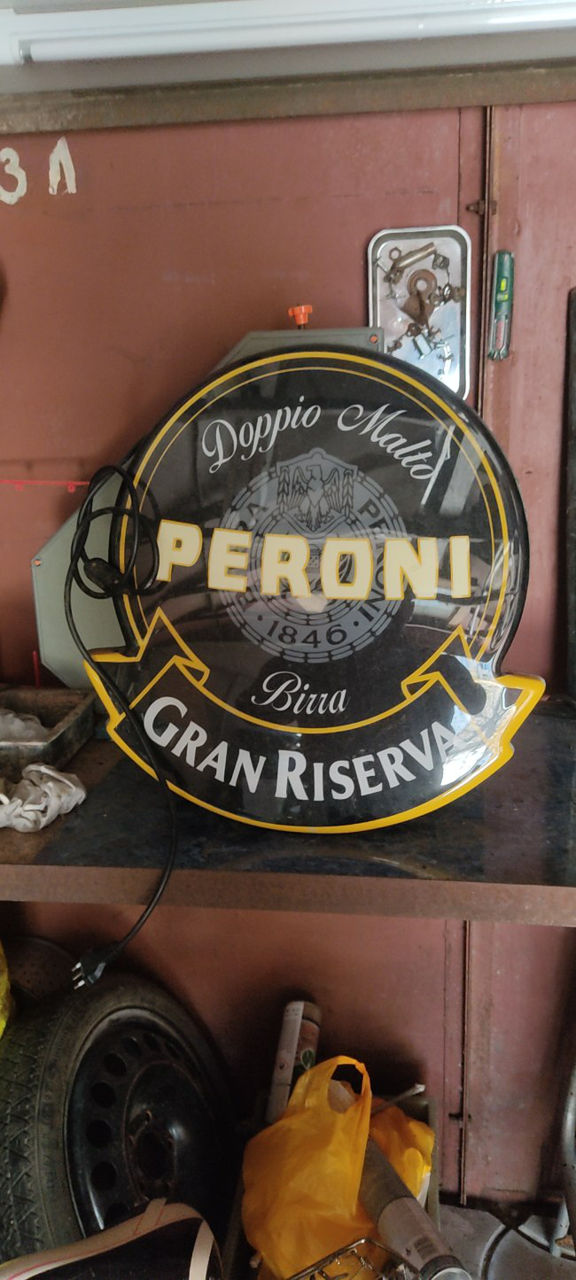 3 Л
Doppio Malto
PERONI
1846
Birra
GRAN RISERVA